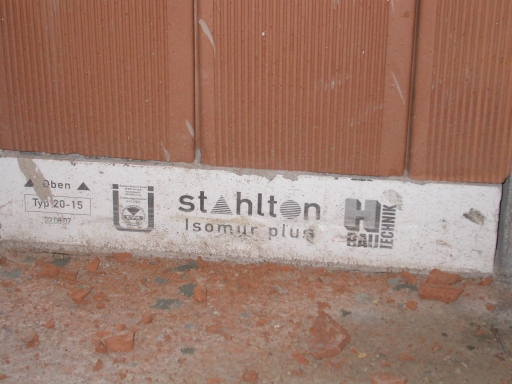 Oben
Typ 20-15
stahlton
Isomur plus
H
BAU
TECHNIK